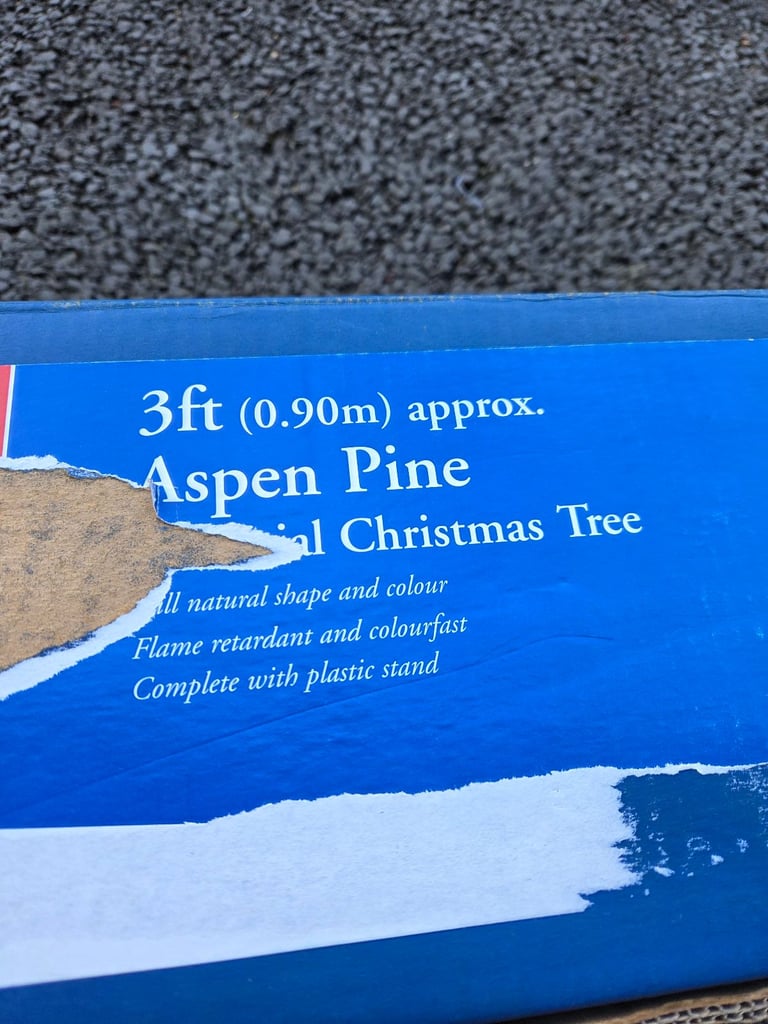 3ft (0.90m) approx.
Aspen Pine
Christmas Tree
natural shape and colour
Flame retardant and colourfast
Complete with plastic stand